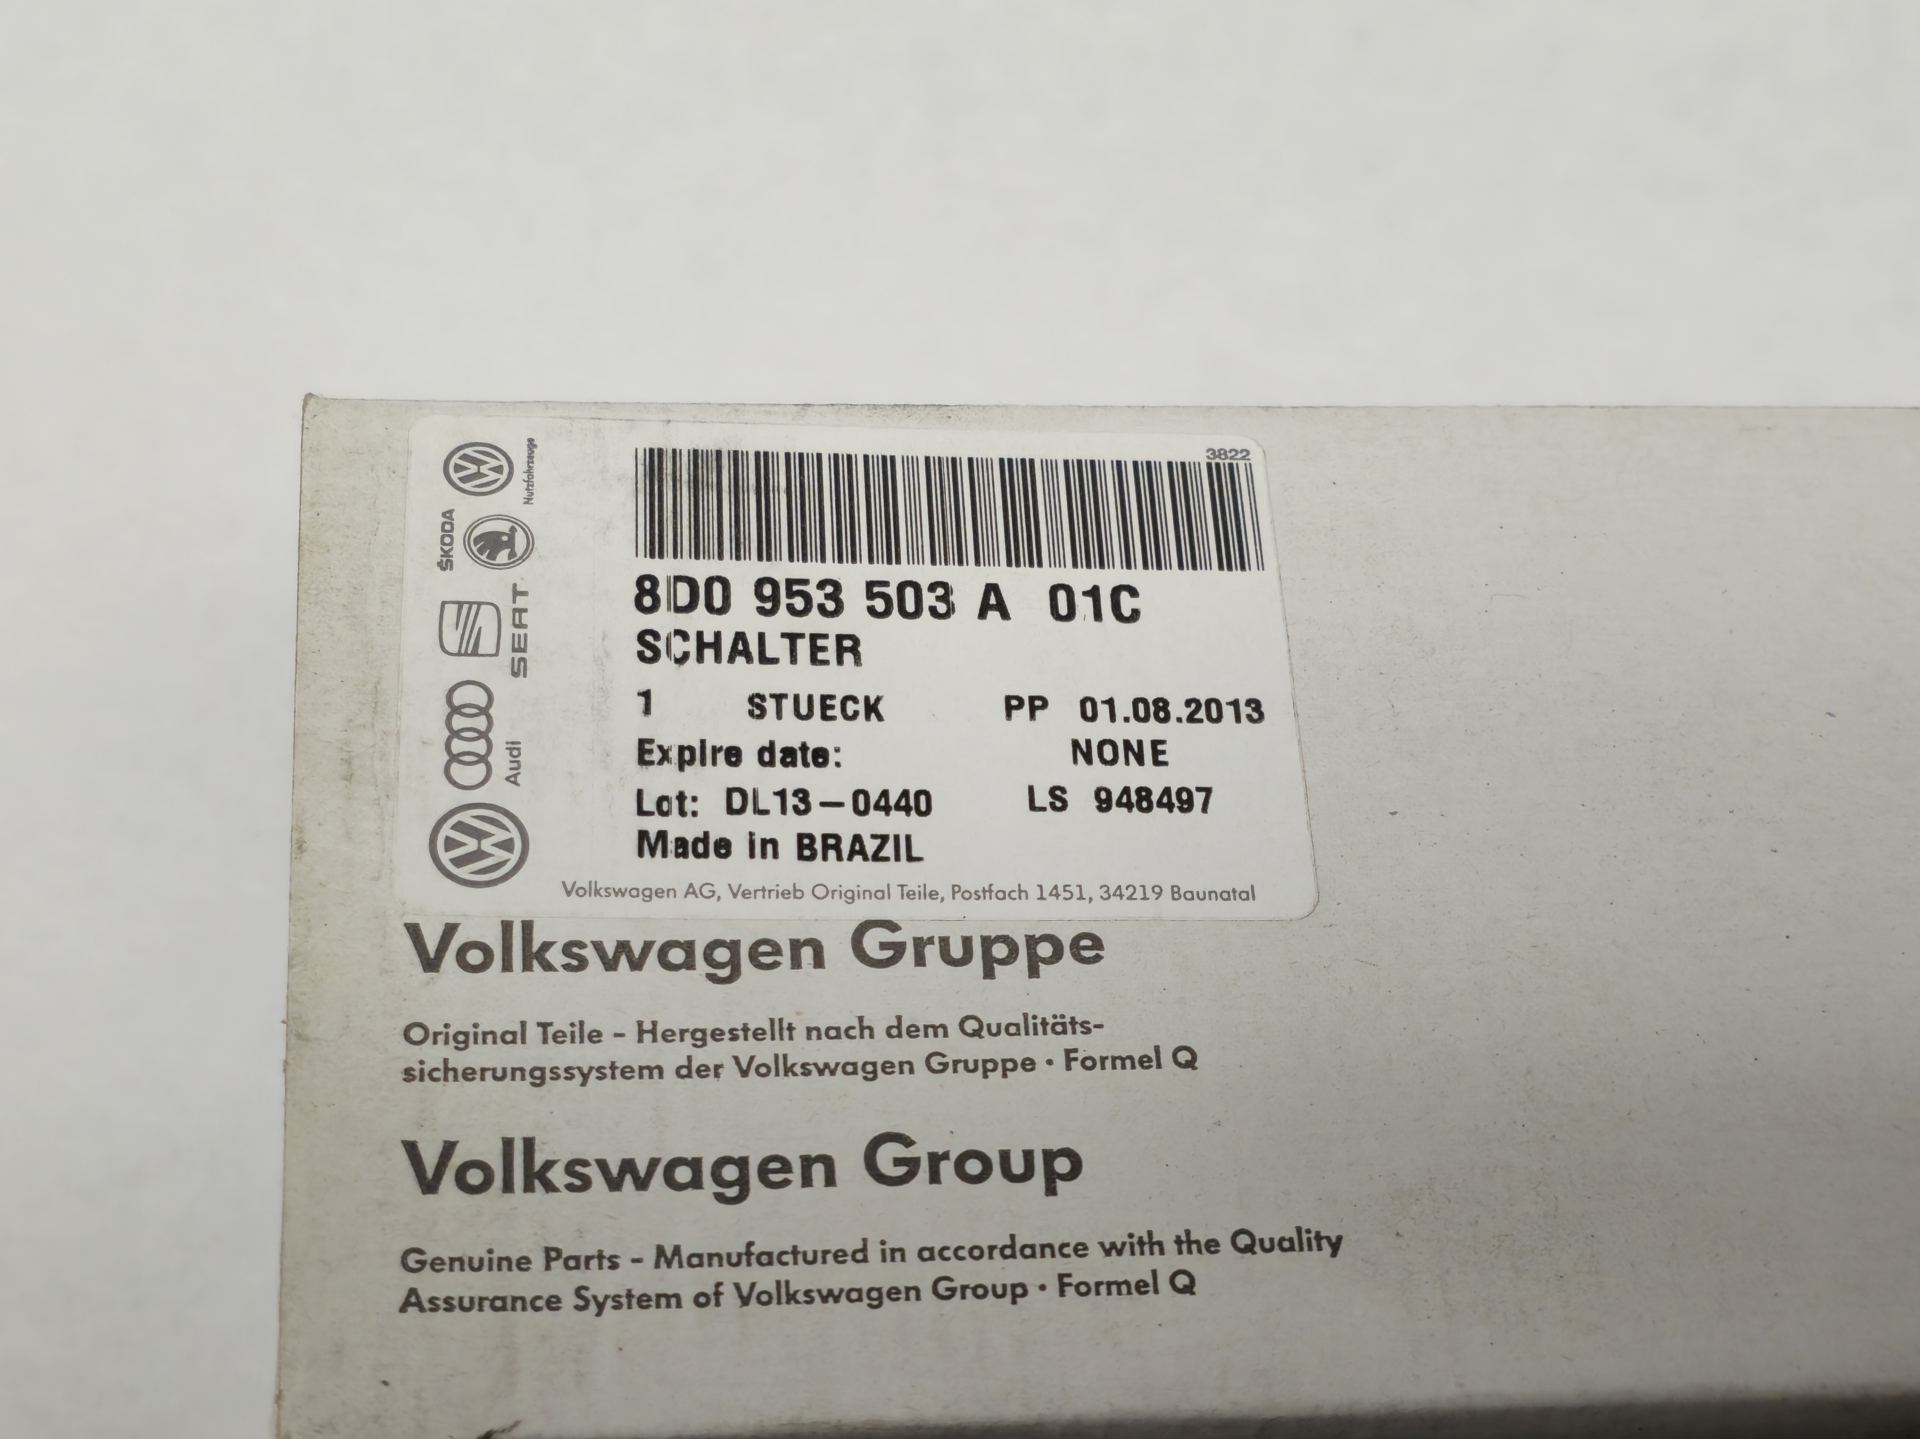 Nutzfahrzeuge
ŠKODA
SEAT
Audi
3822
8D0 953 503 A 01C
SCHALTER
1 STUECK PP 01.08.2013
Expire date: NONE
Lot: DL13-0440 LS 948497
Made in BRAZIL
Volkswagen AG, Vertrieb Original Teile, Postfach 1451, 34219 Baunatal
Volkswagen Gruppe
Original Teile - Hergestellt nach dem Qualitäts-
sicherungssystem der Volkswagen Gruppe · Formel Q
Volkswagen Group
Genuine Parts - Manufactured in accordance with the Quality
Assurance System of Volkswagen Group · Formel Q